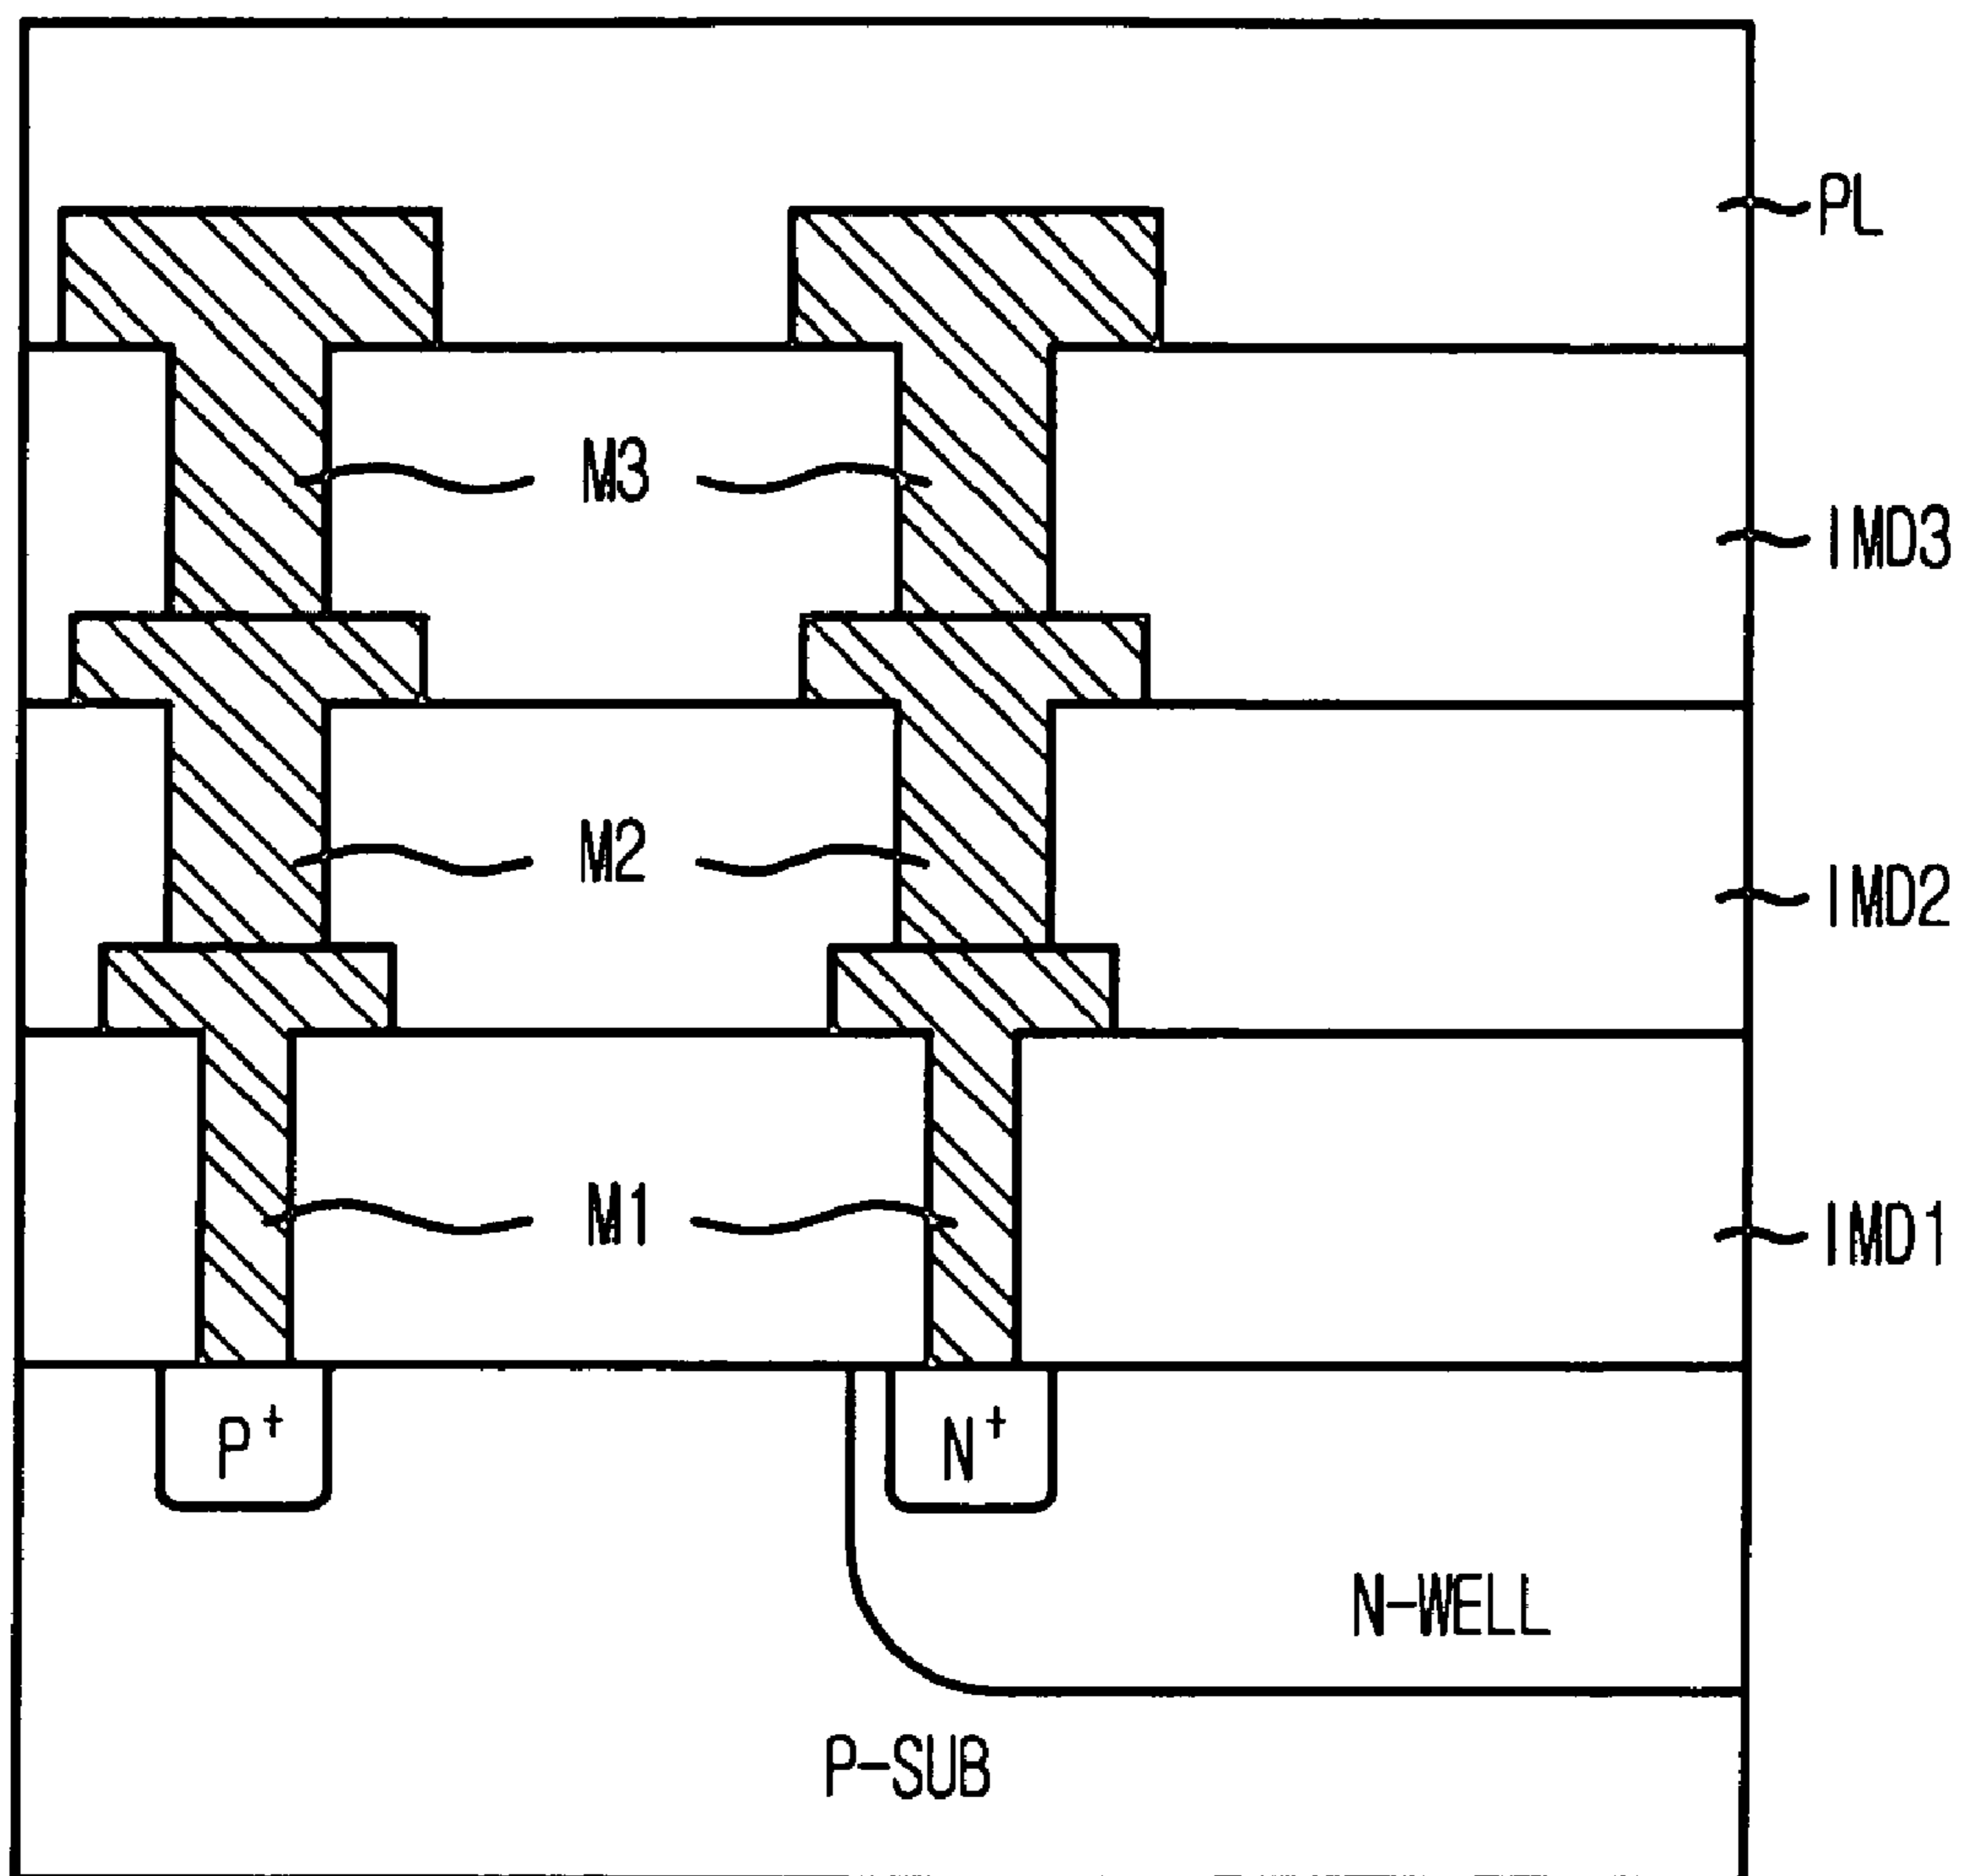 PL
M3
IMD3
M2
IMD2
M1
IMD1
P+
N+
N-WELL
P-SUB